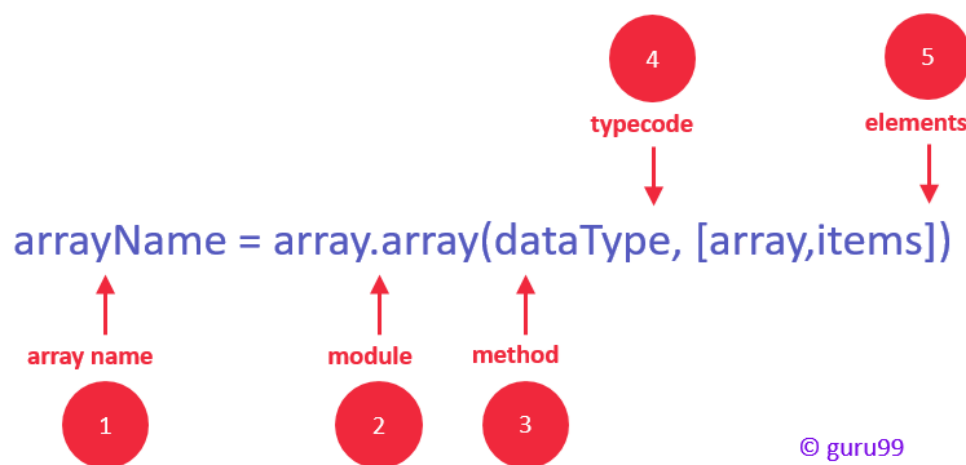 4 5
typecode elements
arrayName = array.array(dataType, [array,items])
array name module method
1 2 3
© guru99